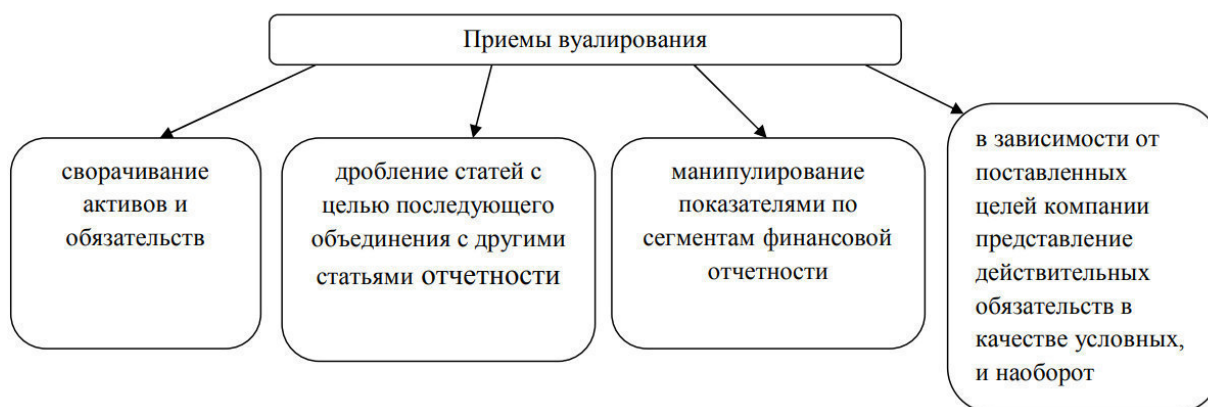 Приемы вуалирования
сворачивание
активов и
обязательств
дробление статей с
целью последующего
объединения с другими
статьями отчетности
манипулирование
показателями по
сегментам финансовой
отчетности
в зависимости от
поставленных
целей компании
представление
действительных
обязательств в
качестве условных,
и наоборот